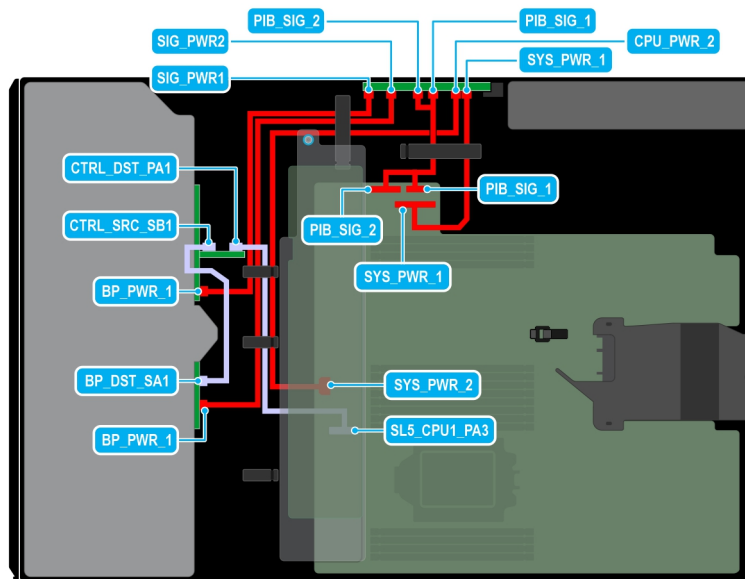 PIB_SIG_2
PIB_SIG_1
SIG_PWR2
CPU_PWR_2
SYS_PWR_1
SIG_PWR1
CTRL_DST_PA1
PIB_SIG_1
CTRL_SRC_SB1
PIB_SIG_2
SYS_PWR_1
BP_PWR_1
BP_DST_SA1
SYS_PWR_2
BP_PWR_1
SL5_CPU1_PA3